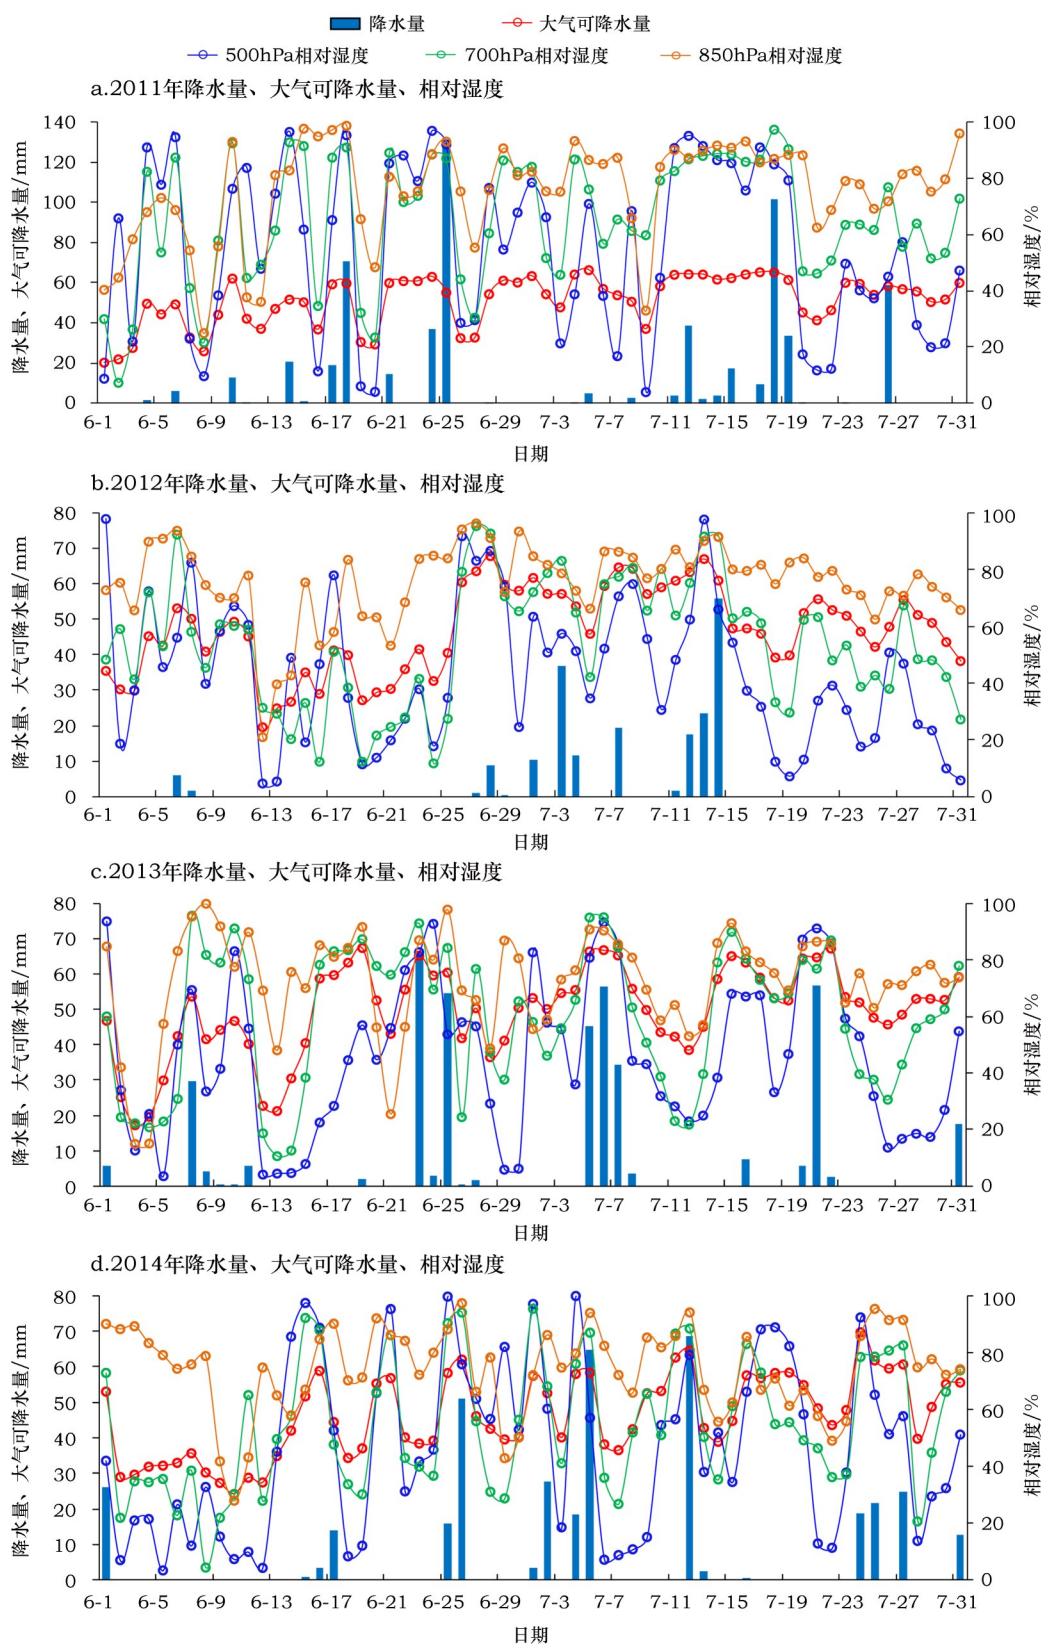 降水量 大气可降水量
500hPa相对湿度 700hPa相对湿度 850hPa相对湿度
a.2011年降水量、大气可降水量、相对湿度
降水量、大气可降水量/mm
140 120 100 80 60 40 20 0
100 80 60 40 20 0
相对湿度/%
6-1 6-5 6-9 6-13 6-17 6-21 6-25 6-29 7-3 7-7 7-11 7-15 7-19 7-23 7-27 7-31
日期
b.2012年降水量、大气可降水量、相对湿度
降水量、大气可降水量/mm
80 70 60 50 40 30 20 10 0
100 80 60 40 20 0
相对湿度/%
6-1 6-5 6-9 6-13 6-17 6-21 6-25 6-29 7-3 7-7 7-11 7-15 7-19 7-23 7-27 7-31
日期
c.2013年降水量、大气可降水量、相对湿度
降水量、大气可降水量/mm
80 70 60 50 40 30 20 10 0
100 80 60 40 20 0
相对湿度/%
6-1 6-5 6-9 6-13 6-17 6-21 6-25 6-29 7-3 7-7 7-11 7-15 7-19 7-23 7-27 7-31
日期
d.2014年降水量、大气可降水量、相对湿度
降水量、大气可降水量/mm
80 70 60 50 40 30 20 10 0
100 80 60 40 20 0
相对湿度/%
6-1 6-5 6-9 6-13 6-17 6-21 6-25 6-29 7-3 7-7 7-11 7-15 7-19 7-23 7-27 7-31
日期